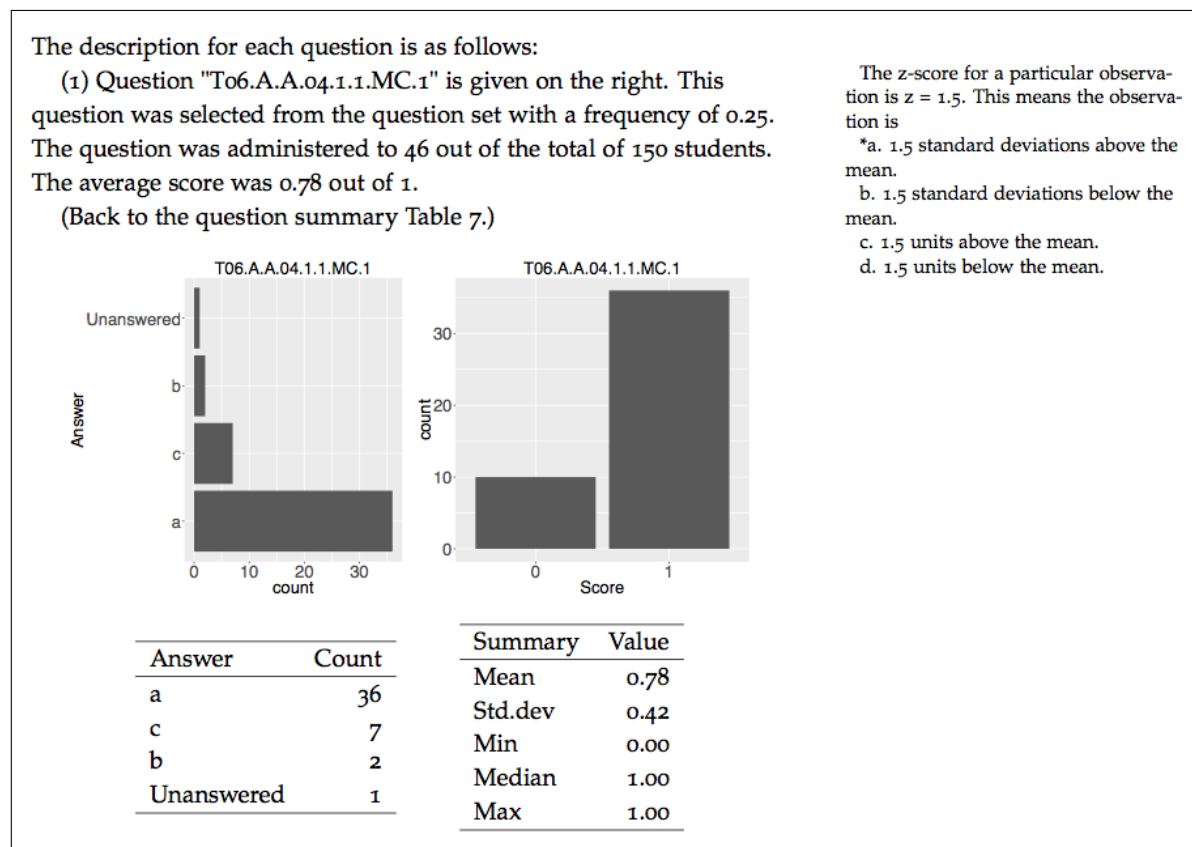 The description for each question is as follows:
(1) Question "T06.A.A.04.1.1.MC.1" is given on the right. This
question was selected from the question set with a frequency of 0.25.
The question was administered to 46 out of the total of 150 students.
The average score was 0.78 out of 1.
(Back to the question summary Table 7.)
The z-score for a particular observa-
tion is z = 1.5. This means the observa-
tion is
*a. 1.5 standard deviations above the
mean.
b. 1.5 standard deviations below the
mean.
c. 1.5 units above the mean.
d. 1.5 units below the mean.
T06.A.A.04.1.1.MC.1
Answer
Unanswered
b
c
a
0 10 20 30
count
T06.A.A.04.1.1.MC.1
count
30
20
10
0
0 1
Score
Answer Count
a 36
c 7
b 2
Unanswered 1
Summary Value
Mean 0.78
Std.dev 0.42
Min 0.00
Median 1.00
Max 1.00